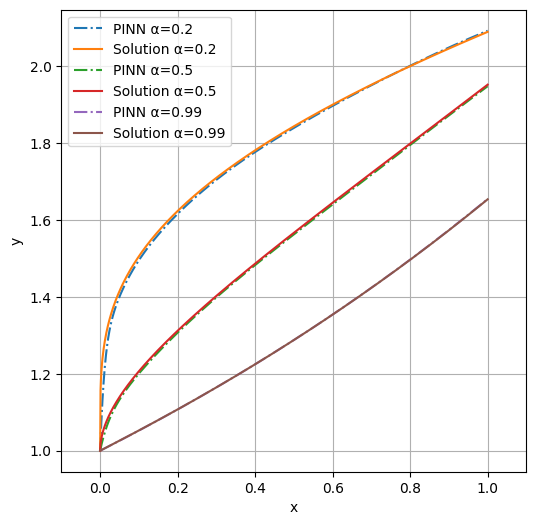 PINN α=0.2
Solution α=0.2
PINN α=0.5
Solution α=0.5
PINN α=0.99
Solution α=0.99
2.0
1.8
1.6
1.4
1.2
1.0
y
0.0 0.2 0.4 0.6 0.8 1.0
x